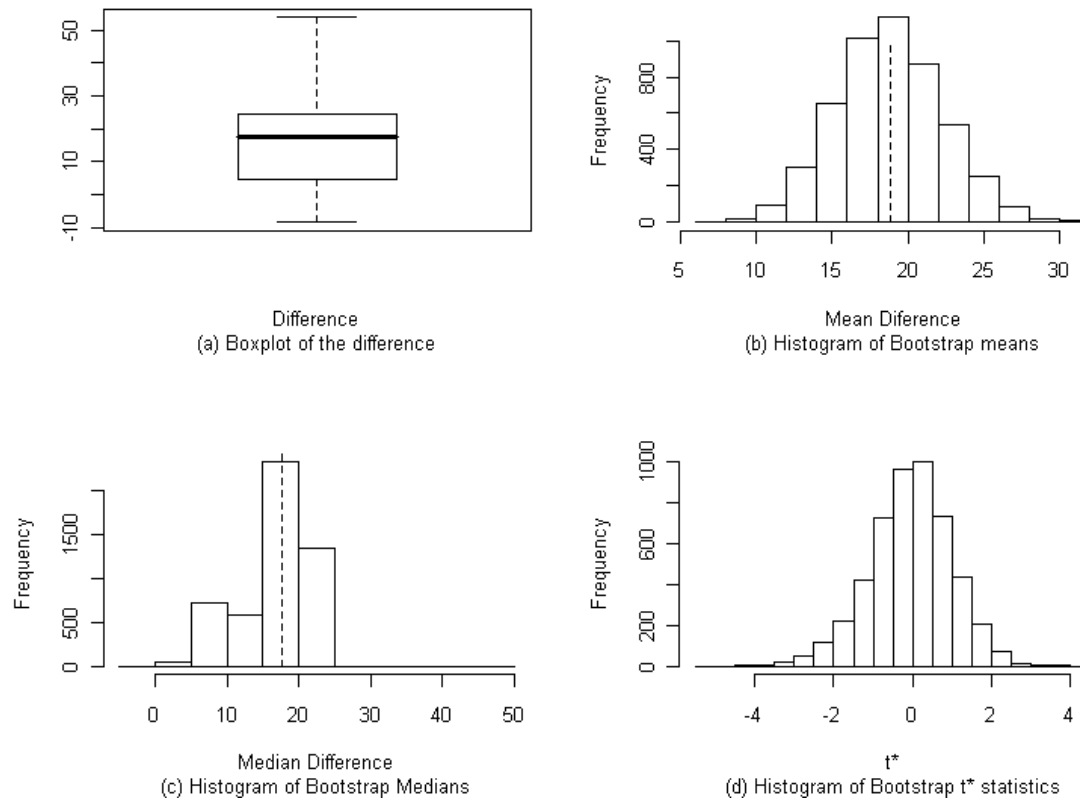 50
30
10
-10
Difference
(a) Boxplot of the difference
Frequency
800
400
0
5 10 15 20 25 30
Mean Diference
(b) Histogram of Bootstrap means
Frequency
1500
500
0
0 10 20 30 40 50
Median Difference
(c) Histogram of Bootstrap Medians
Frequency
1000
600
200
0
-4 -2 0 2 4
t*
(d) Histogram of Bootstrap t* statistics